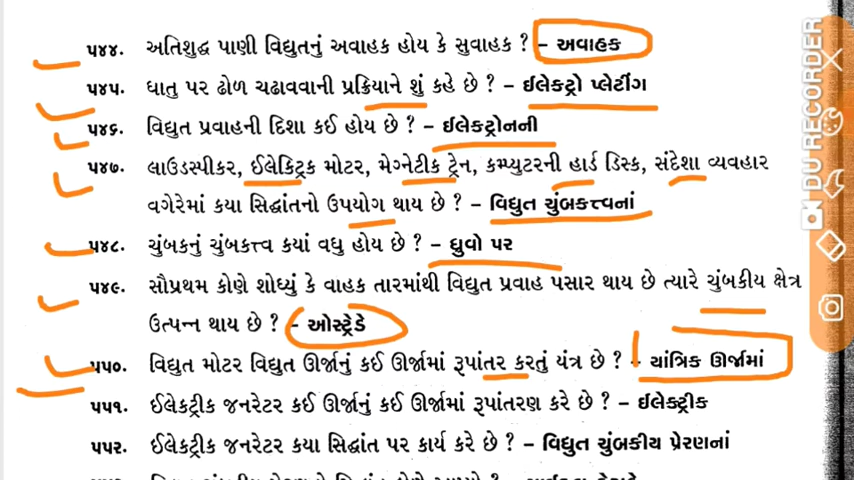 ૫૪૪. અતિશુદ્ધ પાણી વિદ્યુતનું અવાહક હોય કે સુવાહક ? – અવાહક
૫૪૫. ધાતુ પર ઢોળ ચઢાવવાની પ્રક્રિયાને શું કહે છે ? – ઈલેક્ટ્રો પ્લેટીંગ
૫૪૬. વિદ્યુત પ્રવાહની દિશા કઈ હોય છે ? – ઈલેક્ટ્રોનની
૫૪૭. લાઉડસ્પીકર, ઈલેક્ટ્રિક મોટર, મેગ્નેટીક ટ્રેન, કમ્પ્યુટરની હાર્ડ ડિસ્ક, સંદેશા વ્યવહાર
વગેરેમાં કયા સિદ્ધાંતનો ઉપયોગ થાય છે ? – વિદ્યુત ચુંબકત્ત્વનાં
૫૪૮. ચુંબકનું ચુંબકત્ત્વ કયાં વધુ હોય છે ? – ધ્રુવો પર
૫૪૯. સૌપ્રથમ કોણે શોધ્યું કે વાહક તારમાંથી વિદ્યુત પ્રવાહ પસાર થાય છે ત્યારે ચુંબકીય ક્ષેત્ર
ઉત્પન્ન થાય છે ? – ઓસ્ટ્રેડે
૫૫૦. વિદ્યુત મોટર વિદ્યુત ઊર્જાનું કઈ ઊર્જામાં રૂપાંતર કરતું યંત્ર છે ? – યાંત્રિક ઊર્જામાં
૫૫૧. ઈલેકટ્રીક જનરેટર કઈ ઊર્જાનું કઈ ઊર્જામાં રૂપાંતરણ કરે છે ? – ઈલેક્ટ્રીક
૫૫૨. ઈલેકટ્રીક જનરેટર કયા સિદ્ધાંત પર કાર્ય કરે છે ? – વિદ્યુત ચુંબકીય પ્રેરણનાં
DU RECORDER